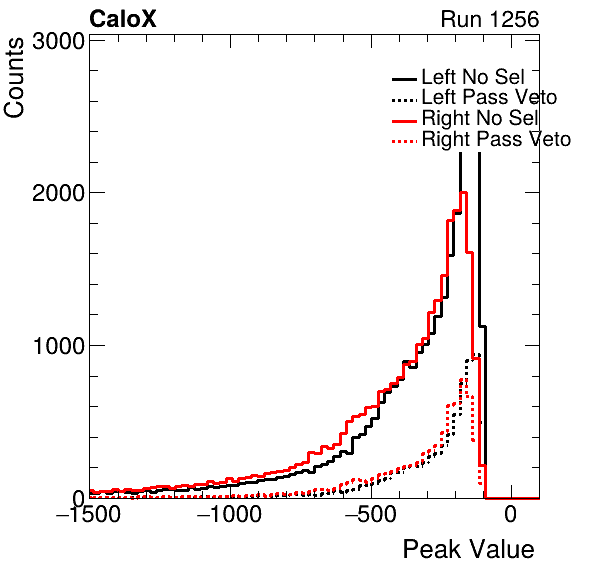 CaloX Run 1256
Counts
3000
2000
1000
0
Left No Sel
Left Pass Veto
Right No Sel
Right Pass Veto
−1500 −1000 −500 0
Peak Value